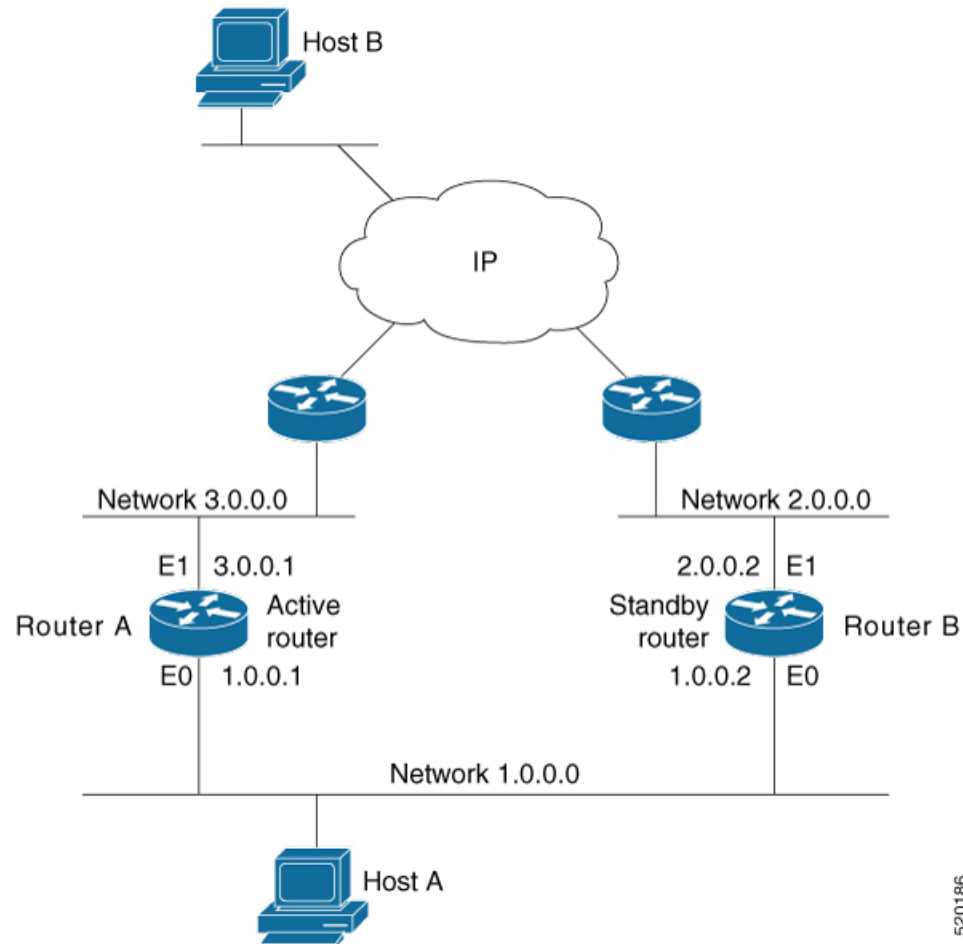 Host B
IP
Network 3.0.0.0
Network 2.0.0.0
E1 3.0.0.1
2.0.0.2 E1
Router A
Active
router
Standby
router
Router B
E0 1.0.0.1
1.0.0.2 E0
Network 1.0.0.0
Host A
520186